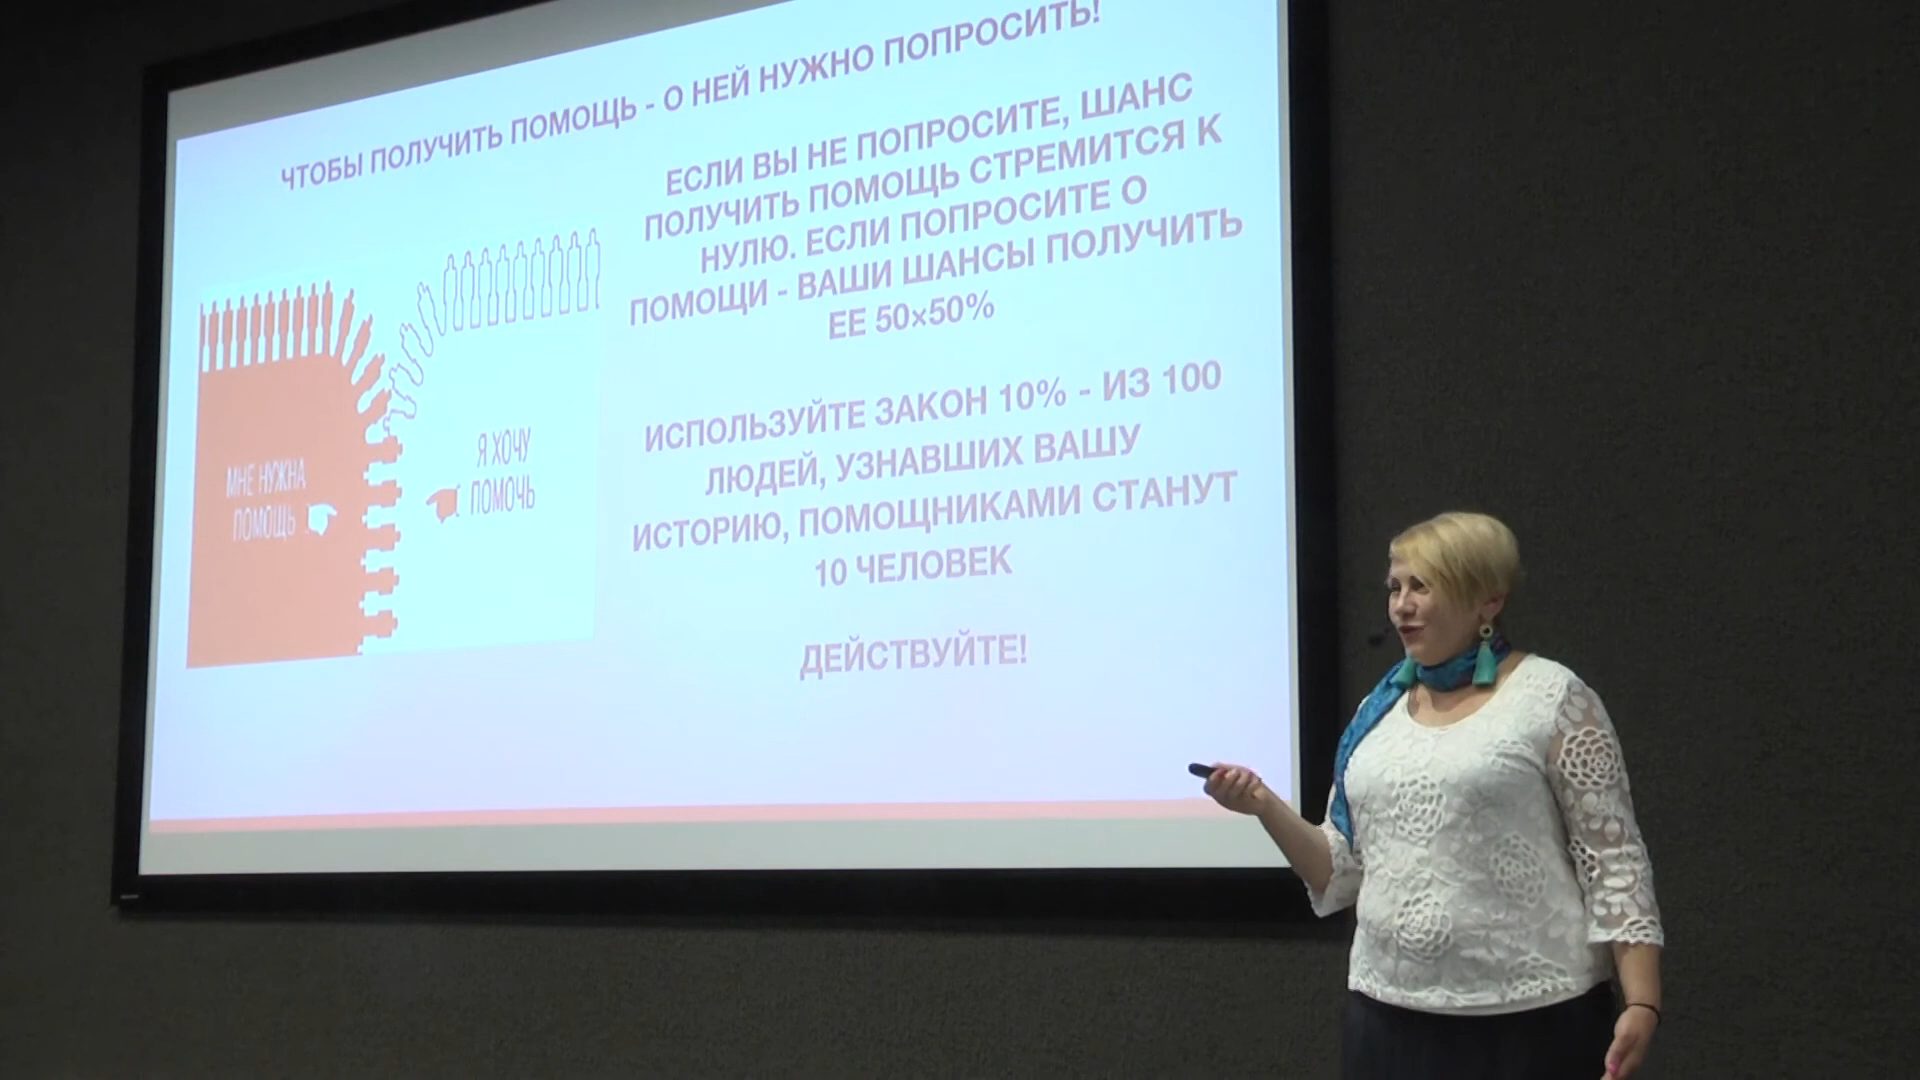 ЧТОБЫ ПОЛУЧИТЬ ПОМОЩЬ - О НЕЙ НУЖНО ПОПРОСИТЬ!
ЕСЛИ ВЫ НЕ ПОПРОСИТЕ, ШАНС
ПОЛУЧИТЬ ПОМОЩЬ СТРЕМИТСЯ К
НУЛЮ. ЕСЛИ ПОПРОСИТЕ О
ПОМОЩИ - ВАШИ ШАНСЫ ПОЛУЧИТЬ
ЕЕ 50×50%
ИСПОЛЬЗУЙТЕ ЗАКОН 10% - ИЗ 100
ЛЮДЕЙ, УЗНАВШИХ ВАШУ
ИСТОРИЮ, ПОМОЩНИКАМИ СТАНУТ
10 ЧЕЛОВЕК
ДЕЙСТВУЙТЕ!
МНЕ НУЖНА
ПОМОЩЬ
Я ХОЧУ
ПОМОЧЬ